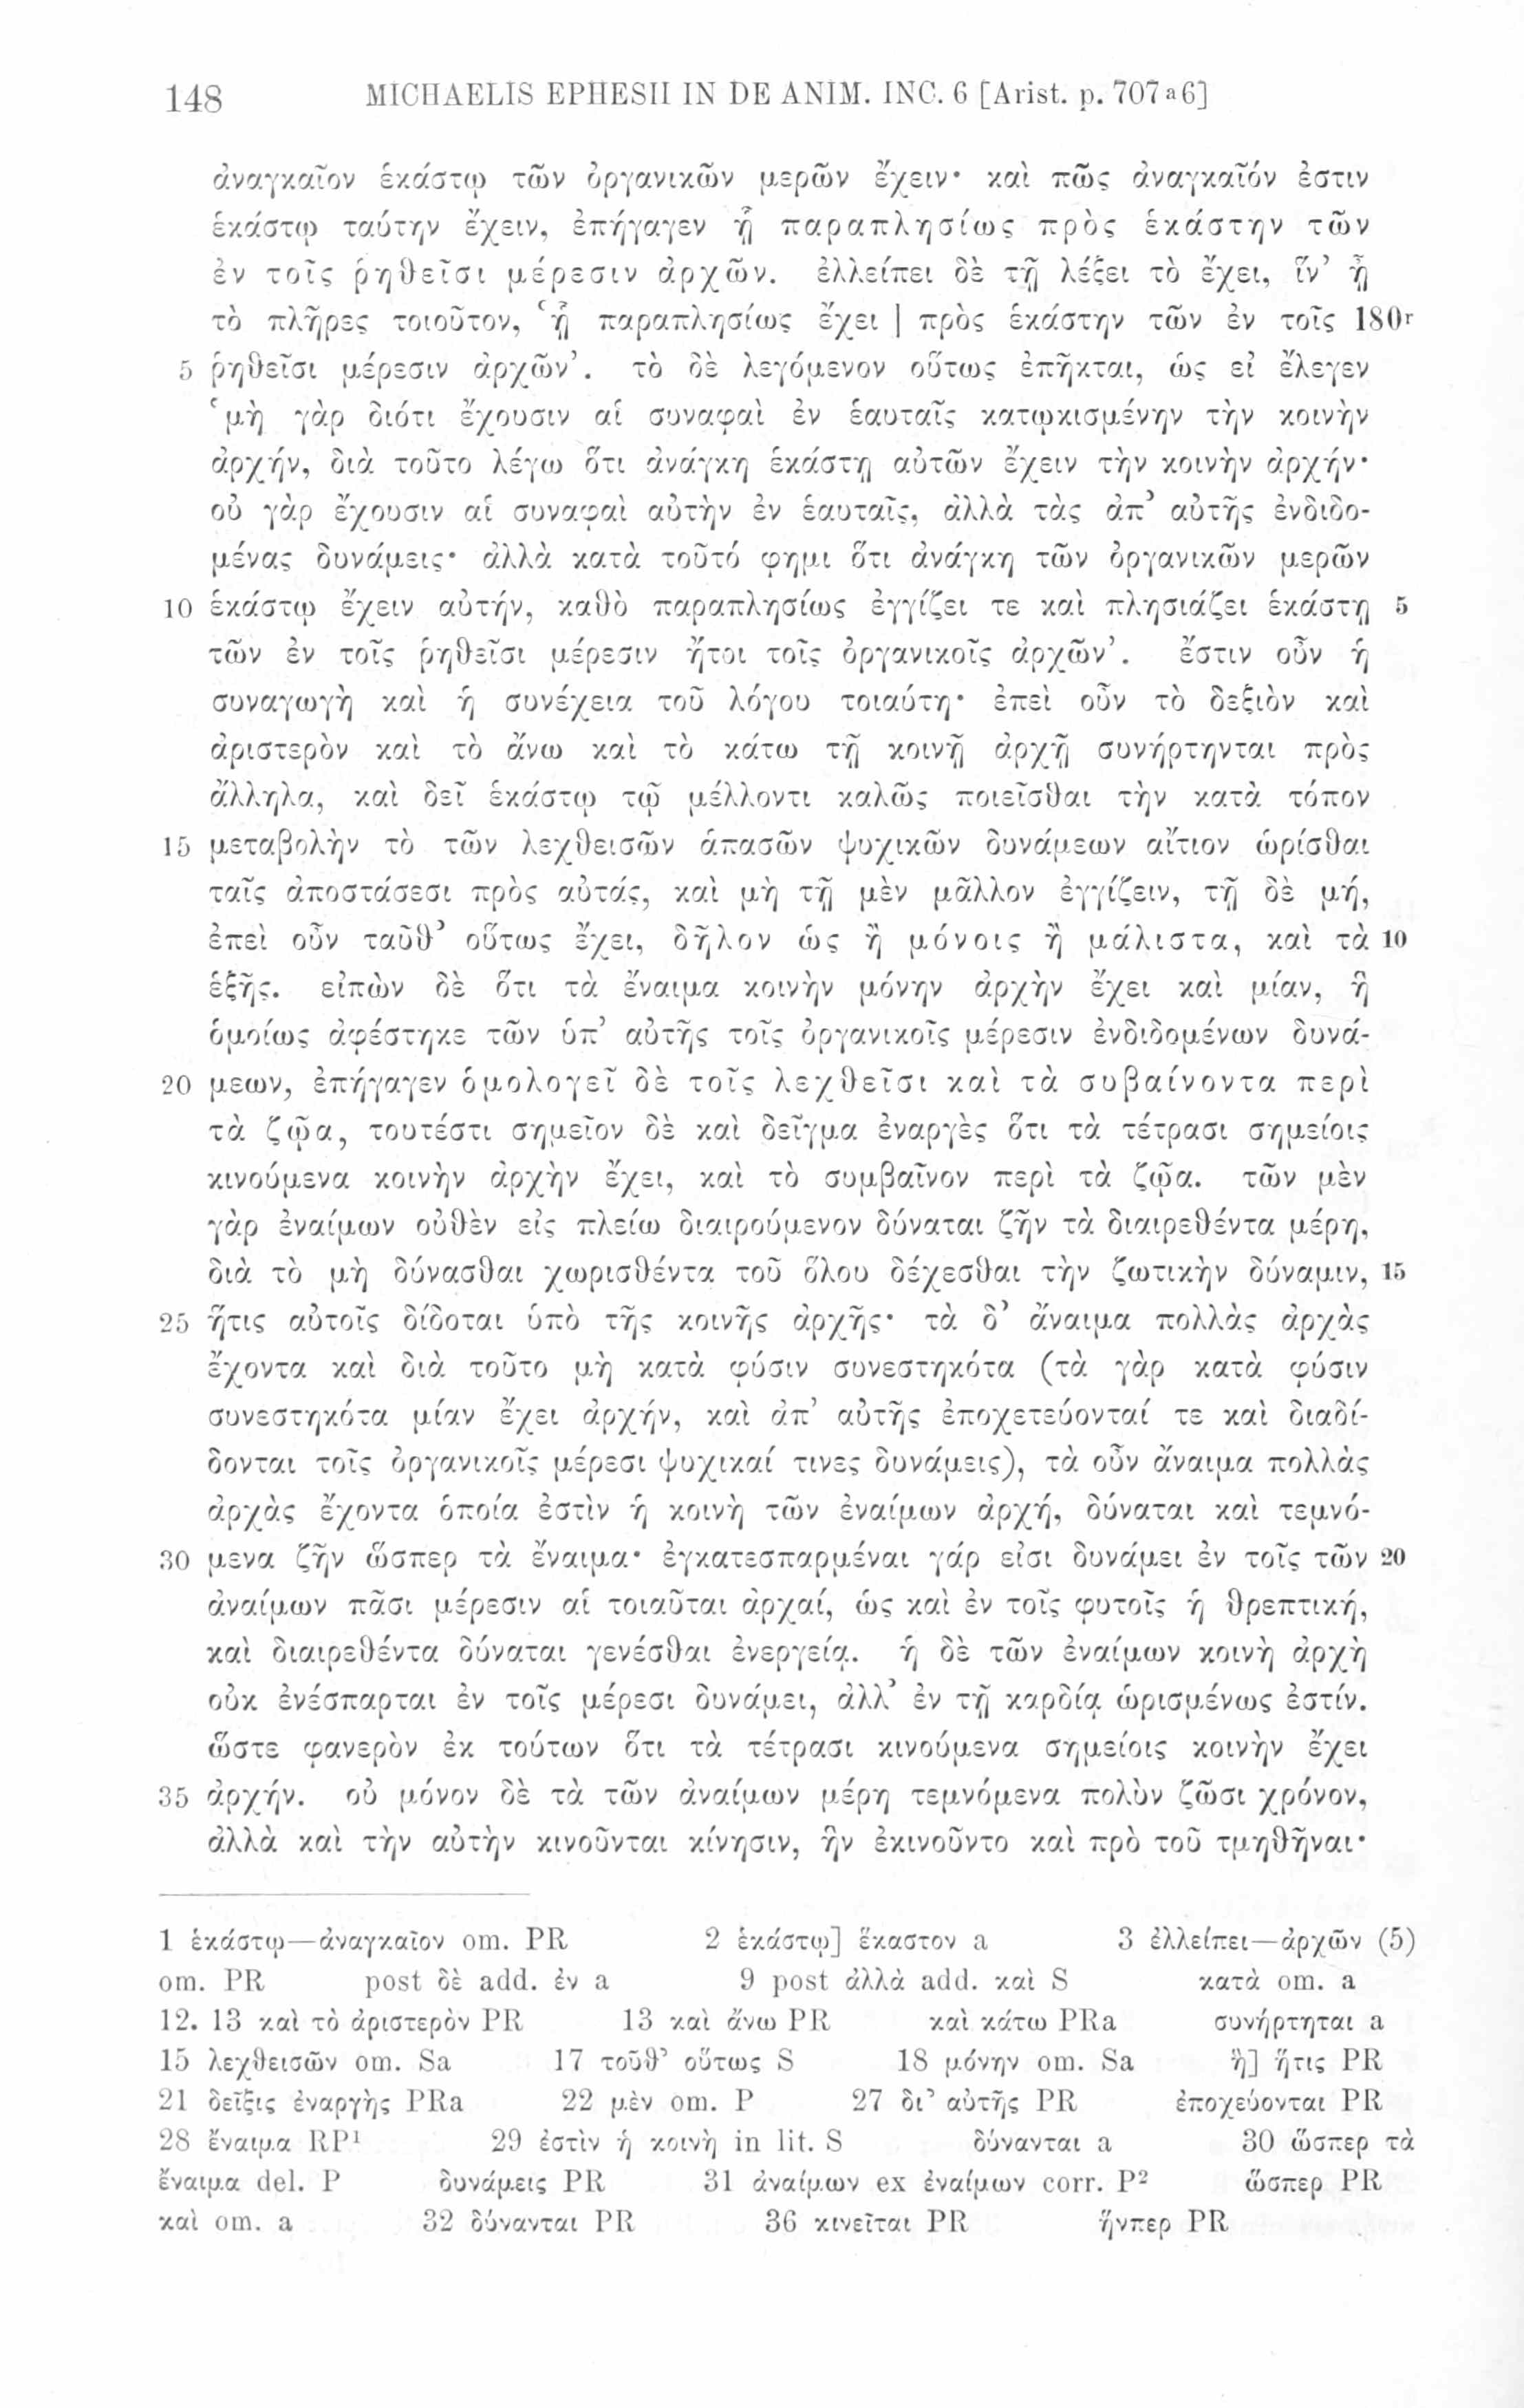 148 MICHAELIS EPHESII IN DE ANIM. INC. 6 [Arist. p. 707 a 6]
ἀναγκαῖον ἑκάστῳ τῶν ὀργανικῶν μερῶν ἔχειν· καὶ πῶς ἀναγκαῖόν ἐστιν
ἑκάστῳ ταύτην ἔχειν, ἐπήγαγεν ᾗ παραπλησίως πρὸς ἑκάστην τῶν
ἐν τοῖς ῥηθεῖσι μέρεσιν ἀρχῶν. ἐλλείπει δὲ τῇ λέξει τὸ ἔχει, ἵν’ ᾖ
τὸ πλῆρες τοιοῦτον, ‘ᾗ παραπλησίως ἔχει | πρὸς ἑκάστην τῶν ἐν τοῖς 180r
5 ῥηθεῖσι μέρεσιν ἀρχῶν’. τὸ δὲ λεγόμενον οὕτως ἐπῆκται, ὡς εἰ ἔλεγεν
‘μὴ γὰρ διότι ἔχουσιν αἱ συναφαὶ ἐν ἑαυταῖς κατῳκισμένην τὴν κοινὴν
ἀρχήν, διὰ τοῦτο λέγω ὅτι ἀνάγκη ἑκάστῃ αὐτῶν ἔχειν τὴν κοινὴν ἀρχήν·
οὐ γὰρ ἔχουσιν αἱ συναφαὶ αὐτὴν ἐν ἑαυταῖς, ἀλλὰ τὰς ἀπ’ αὐτῆς ἐνδιδο-
μένας δυνάμεις· ἀλλὰ κατὰ τοῦτό φημι ὅτι ἀνάγκη τῶν ὀργανικῶν μερῶν
10 ἑκάστῳ ἔχειν αὐτήν, καθὸ παραπλησίως ἐγγίζει τε καὶ πλησιάζει ἑκάστῃ 5
τῶν ἐν τοῖς ῥηθεῖσι μέρεσιν ἤτοι τοῖς ὀργανικοῖς ἀρχῶν’. ἔστιν οὖν ἡ
συναγωγὴ καὶ ἡ συνέχεια τοῦ λόγου τοιαύτη· ἐπεὶ οὖν τὸ δεξιὸν καὶ
ἀριστερὸν καὶ τὸ ἄνω καὶ τὸ κάτω τῇ κοινῇ ἀρχῇ συνήρτηνται πρὸς
ἄλληλα, καὶ δεῖ ἑκάστῳ τῷ μέλλοντι καλῶς ποιεῖσθαι τὴν κατὰ τόπον
15 μεταβολὴν τὸ τῶν λεχθεισῶν ἁπασῶν ψυχικῶν δυνάμεων αἴτιον ὡρίσθαι
ταῖς ἀποστάσεσι πρὸς αὐτάς, καὶ μὴ τῇ μὲν μᾶλλον ἐγγίζειν, τῇ δὲ μή,
ἐπεὶ οὖν ταῦθ’ οὕτως ἔχει, δῆλον ὡς ἢ μόνοις ἢ μάλιστα, καὶ τὰ 10
ἑξῆς. εἰπὼν δὲ ὅτι τὰ ἔναιμα κοινὴν μόνην ἀρχὴν ἔχει καὶ μίαν, ἣ
ὁμοίως ἀφέστηκε τῶν ὑπ’ αὐτῆς τοῖς ὀργανικοῖς μέρεσιν ἐνδιδομένων δυνά-
20 μεων, ἐπήγαγεν ὁμολογεῖ δὲ τοῖς λεχθεῖσι καὶ τὰ συβαίνοντα περὶ
τὰ ζῷα, τουτέστι σημεῖον δὲ καὶ δεῖγμα ἐναργὲς ὅτι τὰ τέτρασι σημείοις
κινούμενα κοινὴν ἀρχὴν ἔχει, καὶ τὸ συμβαῖνον περὶ τὰ ζῷα. τῶν μὲν
γὰρ ἐναίμων οὐθὲν εἰς πλείω διαιρούμενον δύναται ζῆν τὰ διαιρεθέντα μέρη,
διὰ τὸ μὴ δύνασθαι χωρισθέντα τοῦ ὅλου δέχεσθαι τὴν ζωτικὴν δύναμιν, 15
25 ἥτις αὐτοῖς δίδοται ὑπὸ τῆς κοινῆς ἀρχῆς· τὰ δ’ ἄναιμα πολλὰς ἀρχὰς
ἔχοντα καὶ διὰ τοῦτο μὴ κατὰ φύσιν συνεστηκότα (τὰ γὰρ κατὰ φύσιν
συνεστηκότα μίαν ἔχει ἀρχήν, καὶ ἀπ’ αὐτῆς ἐποχετεύονταί τε καὶ διαδί-
δονται τοῖς ὀργανικοῖς μέρεσι ψυχικαί τινες δυνάμεις), τὰ οὖν ἄναιμα πολλὰς
ἀρχὰς ἔχοντα ὁποία ἐστὶν ἡ κοινὴ τῶν ἐναίμων ἀρχή, δύναται καὶ τεμνό-
30 μενα ζῆν ὥσπερ τὰ ἔναιμα· ἐγκατεσπαρμέναι γάρ εἰσι δυνάμει ἐν τοῖς τῶν 20
ἀναίμων πᾶσι μέρεσιν αἱ τοιαῦται ἀρχαί, ὡς καὶ ἐν τοῖς φυτοῖς ἡ θρεπτική,
καὶ διαιρεθέντα δύναται γενέσθαι ἐνεργείᾳ. ἡ δὲ τῶν ἐναίμων κοινὴ ἀρχὴ
οὐκ ἐνέσπαρται ἐν τοῖς μέρεσι δυνάμει, ἀλλ’ ἐν τῇ καρδίᾳ ὡρισμένως ἐστίν.
ὥστε φανερὸν ἐκ τούτων ὅτι τὰ τέτρασι κινούμενα σημείοις κοινὴν ἔχει
35 ἀρχήν. οὐ μόνον δὲ τὰ τῶν ἀναίμων μέρη τεμνόμενα πολὺν ζῶσι χρόνον,
ἀλλὰ καὶ τὴν αὐτὴν κινοῦνται κίνησιν, ἣν ἐκινοῦντο καὶ πρὸ τοῦ τμηθῆναι·
1 ἑκάστῳ—ἀναγκαῖον om. PR 2 ἑκάστῳ] ἕκαστον a 3 ἐλλείπει—ἀρχῶν (5)
om. PR post δὲ add. ἐν a 9 post ἀλλὰ add. καὶ S κατὰ om. a
12. 13 καὶ τὸ ἀριστερὸν PR 13 καὶ ἄνω PR καὶ κάτω PRa συνήρτηται a
15 λεχθεισῶν om. Sa 17 τοῦθ’ οὕτως S 18 μόνην om. Sa ἣ] ἥτις PR
21 δεῖξις ἐναργὴς PRa 22 μὲν om. P 27 δι’ αὐτῆς PR ἐποχεύονται PR
28 ἔναιμα RP¹ 29 ἐστὶν ἡ κοινὴ in lit. S δύνανται a 30 ὥσπερ τὰ
ἔναιμα del. P δυνάμεις PR 31 ἀναίμων ex ἐναίμων corr. P² ὥσπερ PR
καὶ om. a 32 δύνανται PR 36 κινεῖται PR ἥνπερ PR